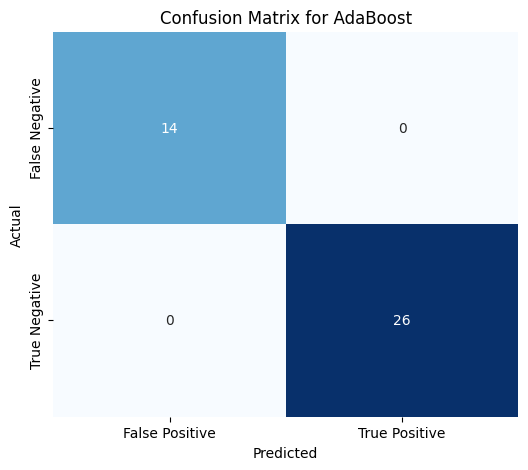 Confusion Matrix for AdaBoost
Actual
False Negative
14
0
True Negative
0
26
False Positive
True Positive
Predicted